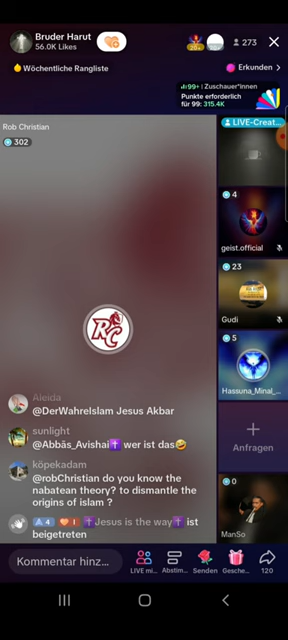 Bruder Harut
56.0K Likes
20+
273
Wöchentliche Rangliste
Erkunden >
99+ Zuschauer*innen
Punkte erforderlich
für 99: 315.4K
Rob Christian
302
LIVE-Creat...
4
geist.official
23
Gudi
5
Hassuna_Minal_...
Anfragen
0
ManSo
RC
Aleida
@DerWahreIslam Jesus Akbar
sunlight
@Abbās_Avishai✝️ wer ist das🤣
köpekadam
@robChristian do you know the
nabatean theory? to dismantle the
origins of islam ?
4 1 ✝️Jesus is the way✝️ ist
beigetreten
Kommentar hinz...
LIVE mi...
Abstim...
Senden
Gesche...
120